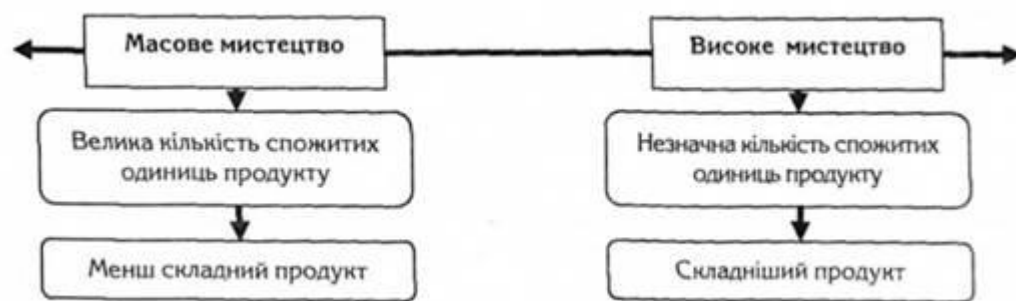 Масове мистецтво
Високе мистецтво
Велика кількість спожитих
одиниць продукту
Незначна кількість спожитих
одиниць продукту
Менш складний продукт
Складніший продукт